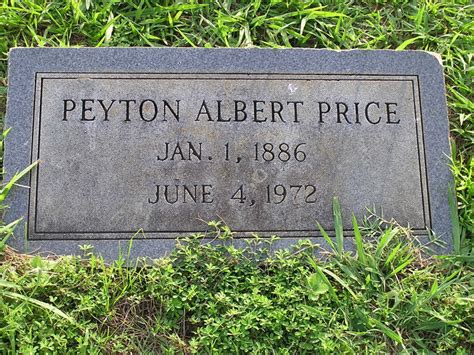 PEYTON ALBERT PRICE
JAN. 1, 1886
JUNE 4, 1972